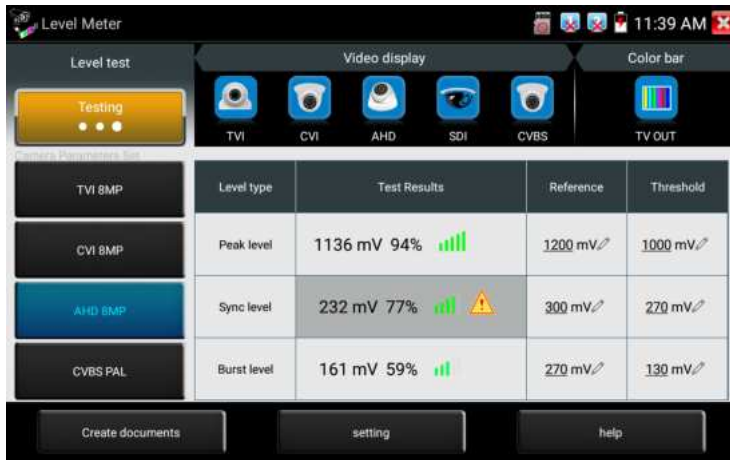 Level Meter
11:39 AM
Level test
Video display
Color bar
Testing
TVI
CVI
AHD
SDI
CVBS
TV OUT
Camera Parameters Set
TVI 8MP
CVI 8MP
AHD 8MP
CVBS PAL
Level type Test Results Reference Threshold
Peak level 1136 mV 94% 1200 mV 1000 mV
Sync level 232 mV 77% 300 mV 270 mV
Burst level 161 mV 59% 270 mV 130 mV
Create documents
setting
help